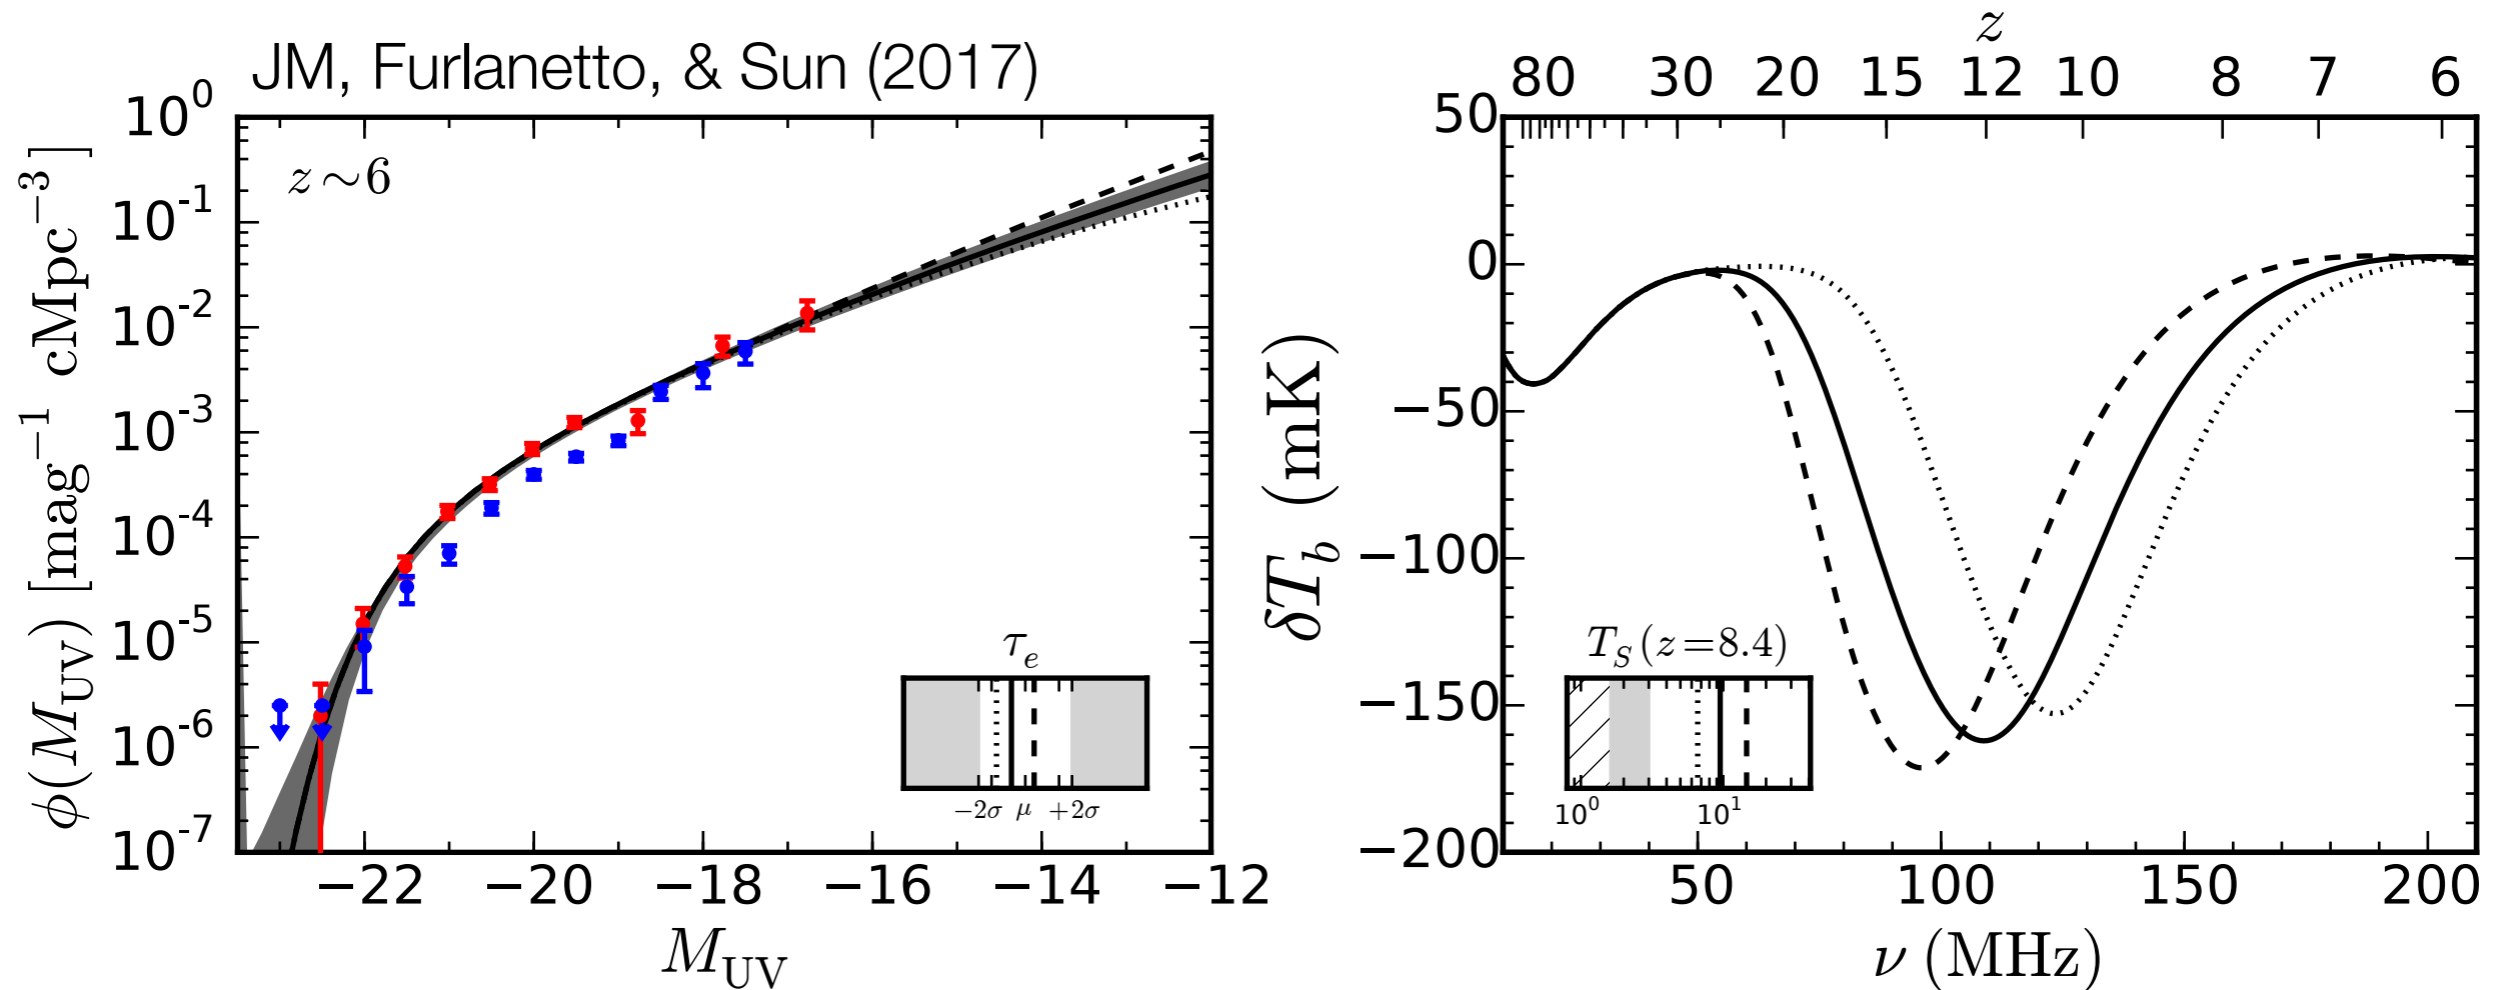 JM, Furlanetto, & Sun (2017)
z∼6
10^0
10^-1
10^-2
10^-3
10^-4
10^-5
10^-6
10^-7
ϕ(M_UV) [mag^−1 cMpc^−3]
−22 −20 −18 −16 −14 −12
M_UV
τ_e
−2σ μ +2σ
z
80 30 20 15 12 10 8 7 6
50
0
−50
−100
−150
−200
δT_b (mK)
T_S(z=8.4)
10^0 10^1
50 100 150 200
ν (MHz)